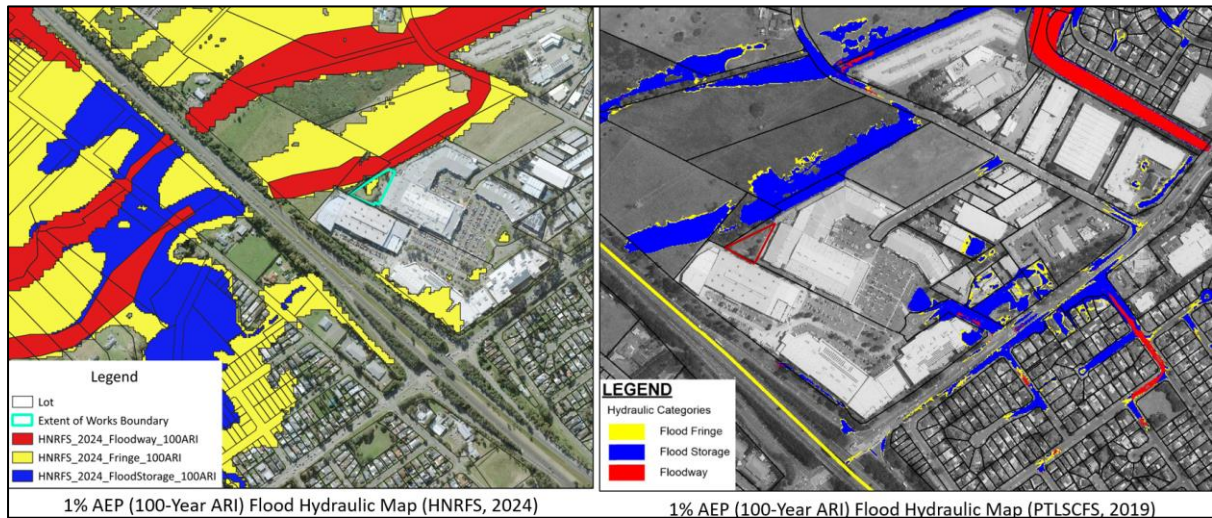 Legend
Lot
Extent of Works Boundary
HNRFS_2024_Floodway_100ARI
HNRFS_2024_Fringe_100ARI
HNRFS_2024_FloodStorage_100ARI
1% AEP (100-Year ARI) Flood Hydraulic Map (HNRFS, 2024)
LEGEND
Hydraulic Categories
Flood Fringe
Flood Storage
Floodway
1% AEP (100-Year ARI) Flood Hydraulic Map (PTLSCFS, 2019)